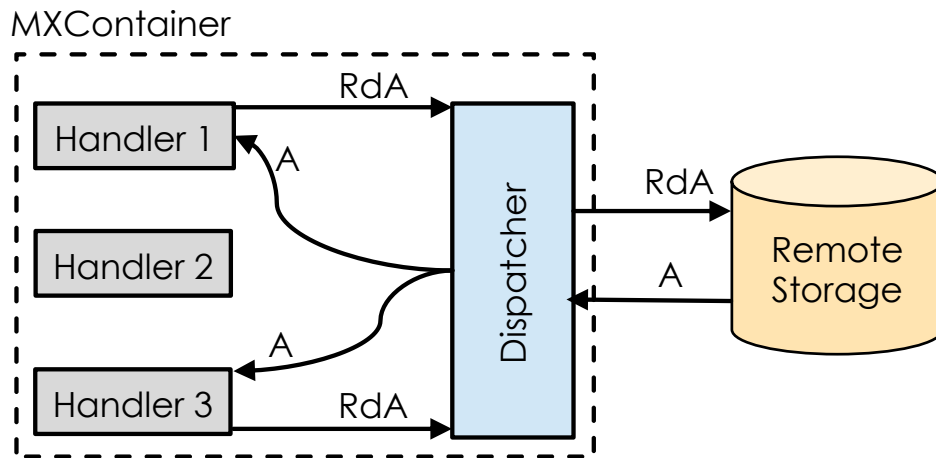 MXContainer
RdA
Handler 1
A
RdA
Handler 2
Dispatcher
Remote
Storage
A
A
Handler 3
RdA